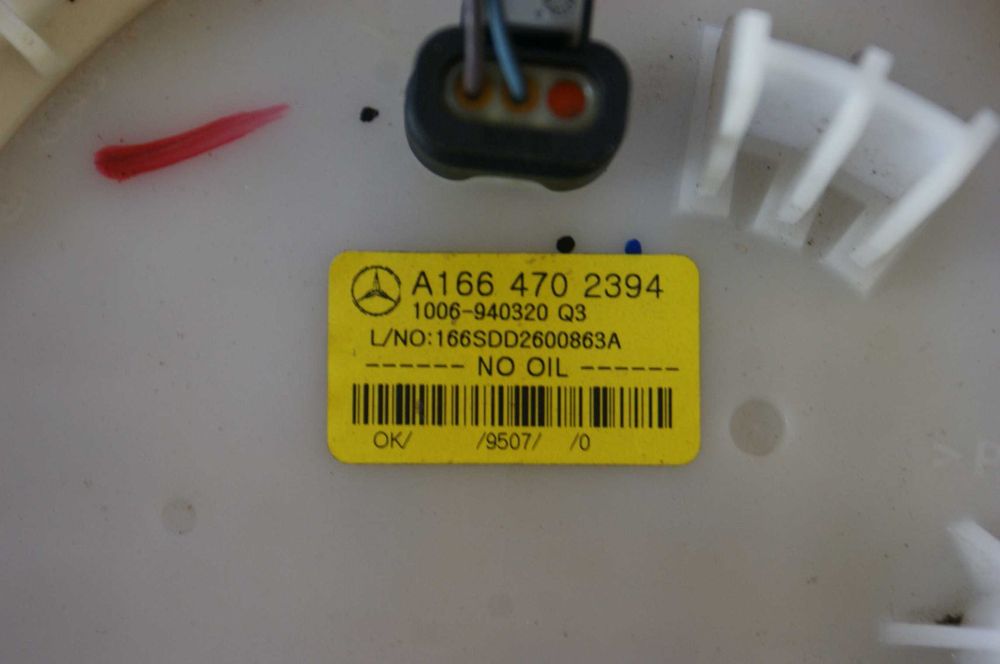 A166 470 2394
1006-940320 Q3
L/NO:166SDD2600863A
------ NO OIL ------
OK/ /9507/ /0